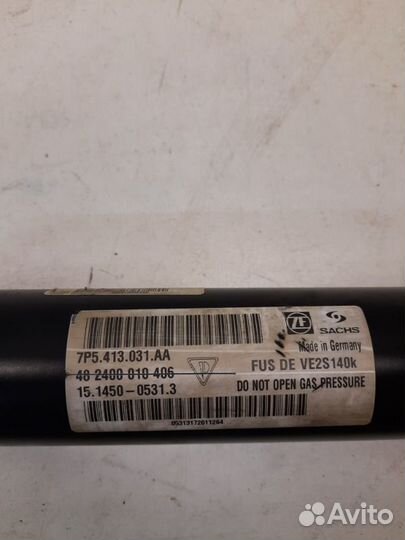 ZF SACHS
Made in Germany
7P5.413.031.AA
FUS DE VE2S140k
48 2400 010 406
DO NOT OPEN GAS PRESSURE
15.1450-0531.3
05313172011284
Avito